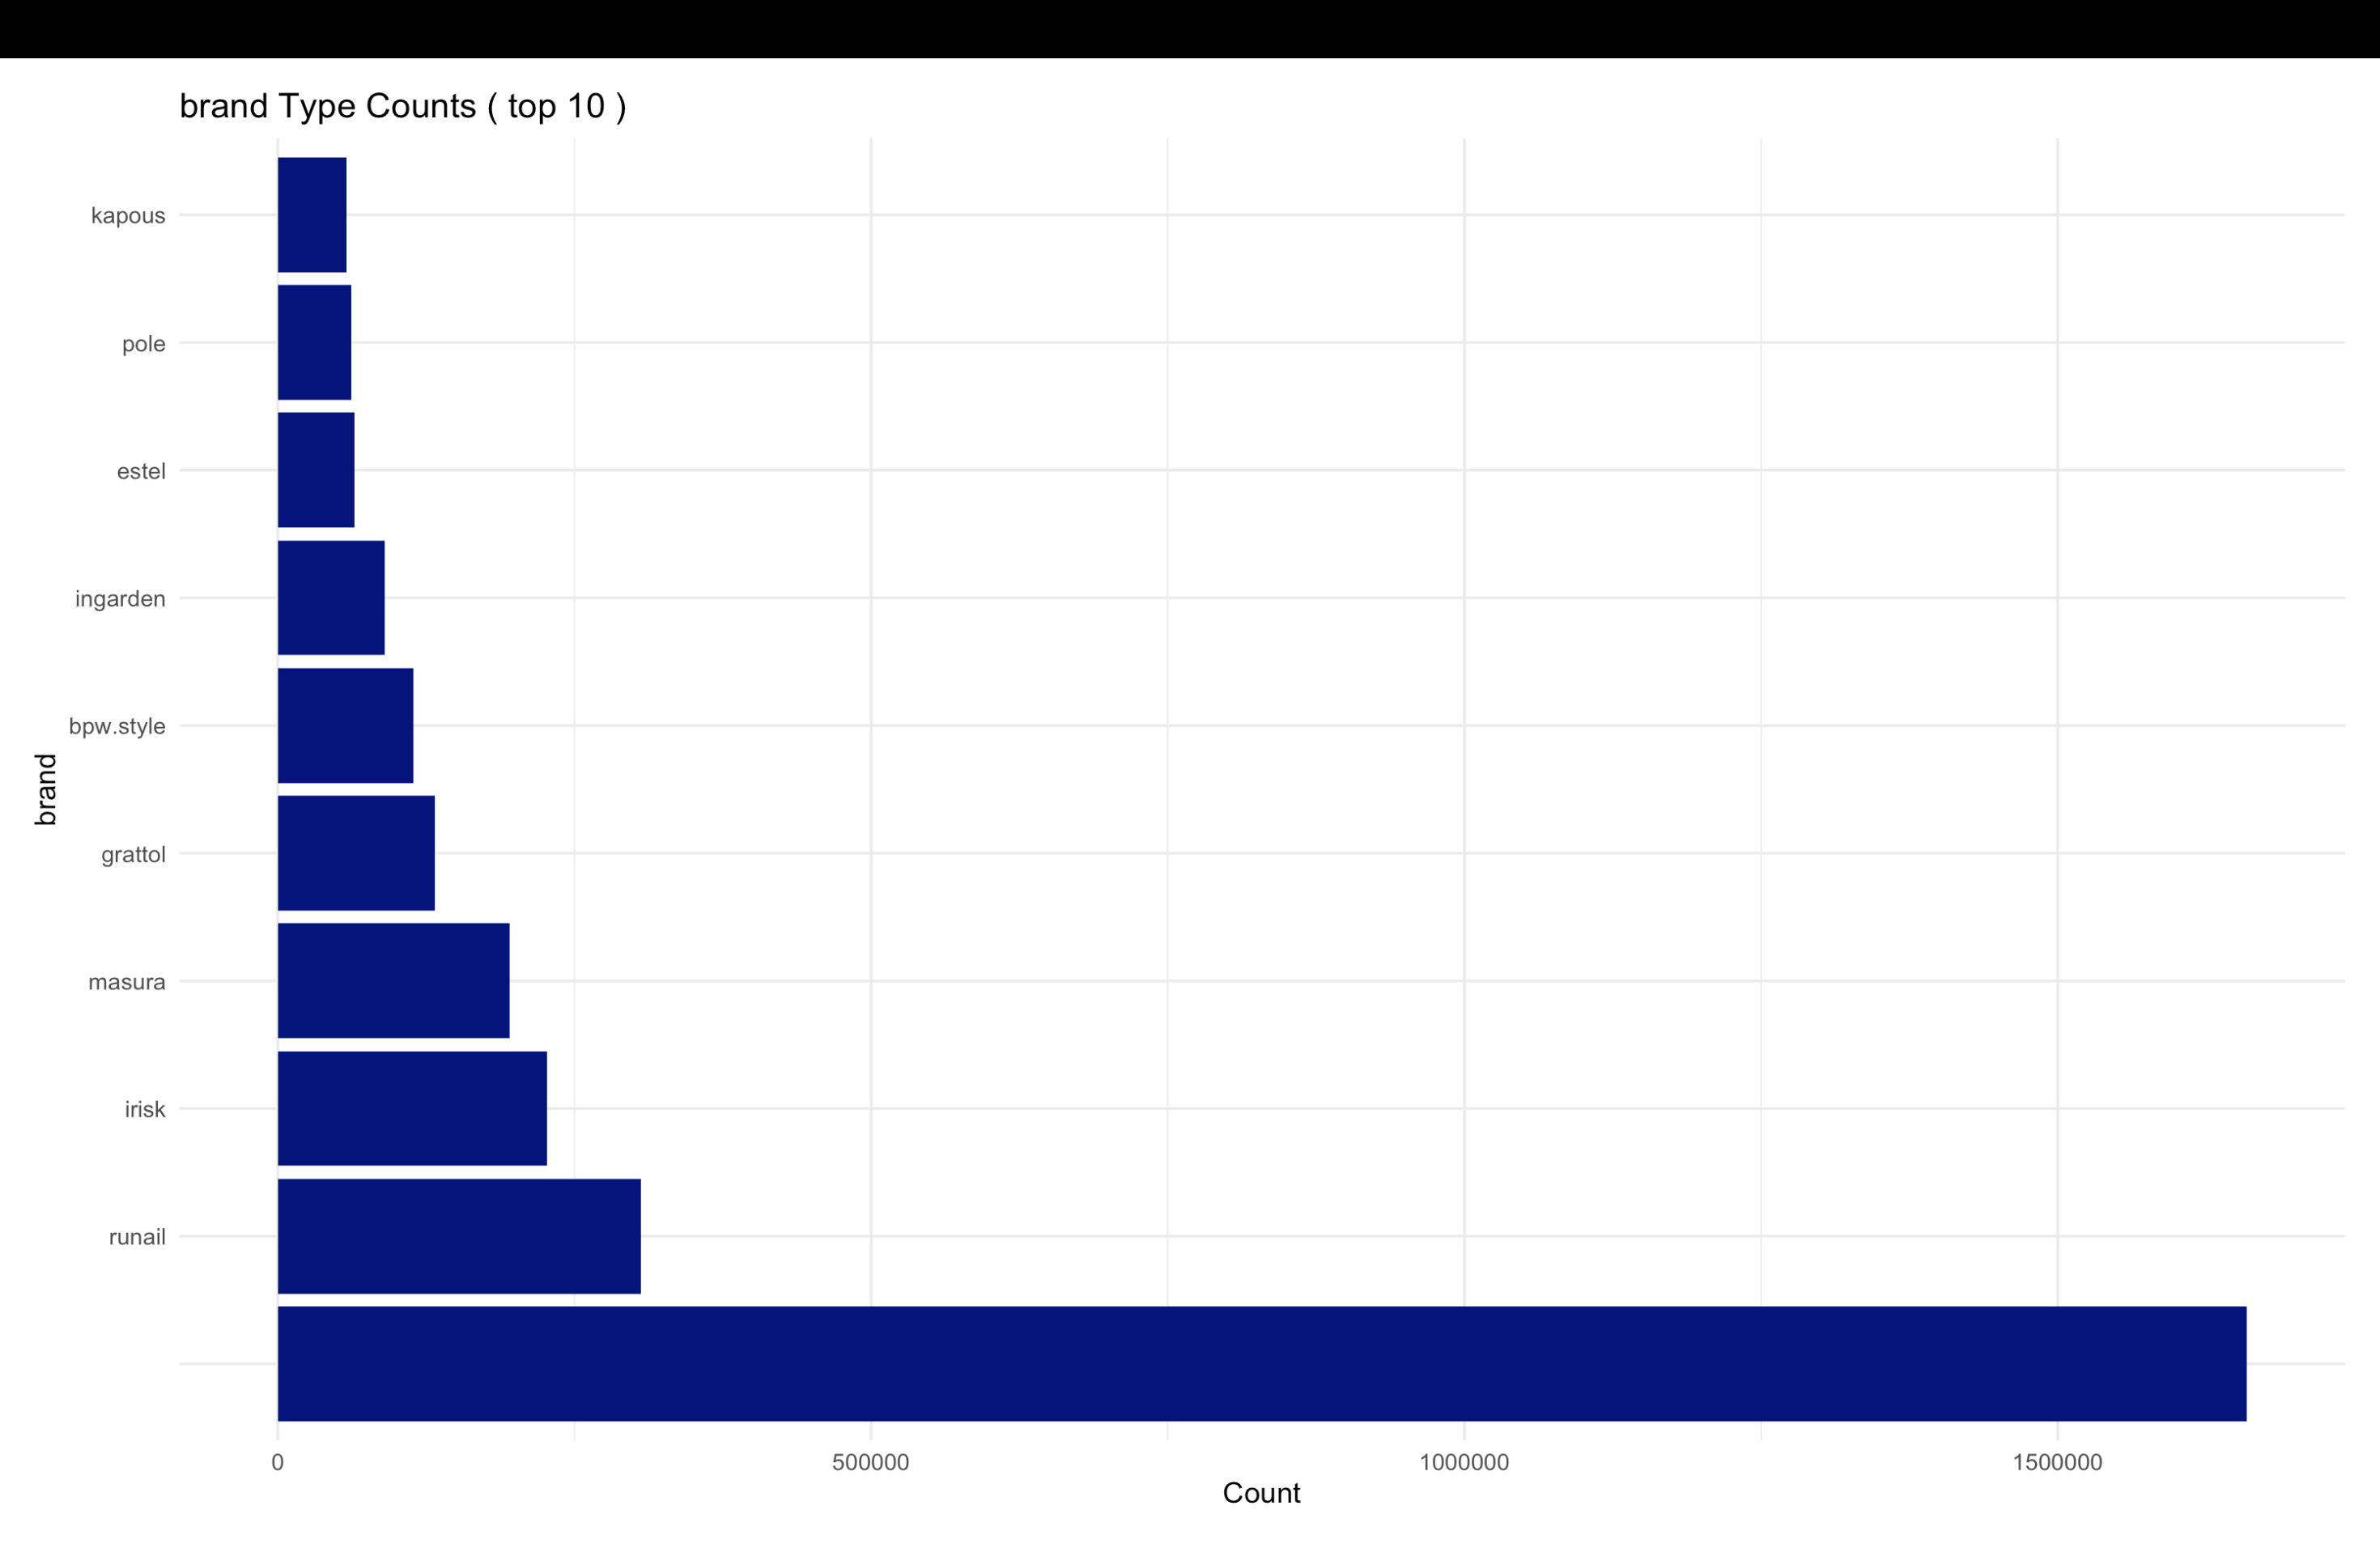 brand Type Counts ( top 10 )
kapous
pole
estel
ingarden
bpw.style
grattol
masura
irisk
runail
brand
0 500000 1000000 1500000
Count